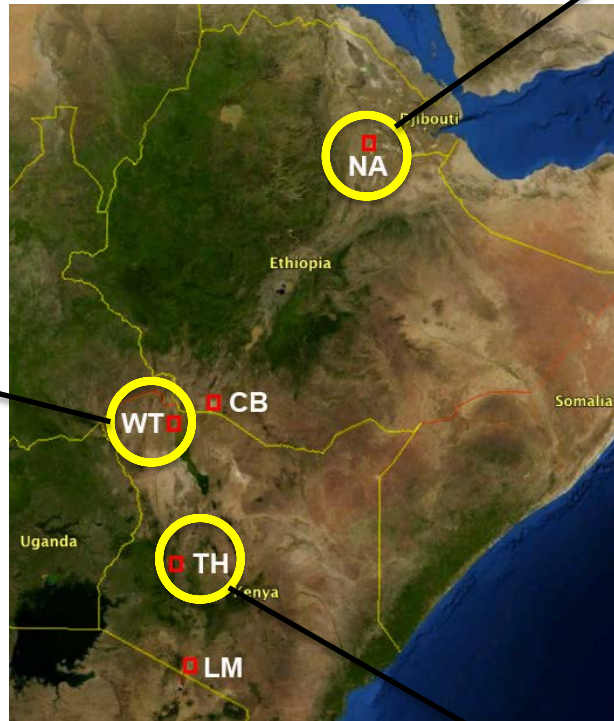 Djibouti
NA
Ethiopia
CB
WT
Somalia
Uganda
TH
Kenya
LM